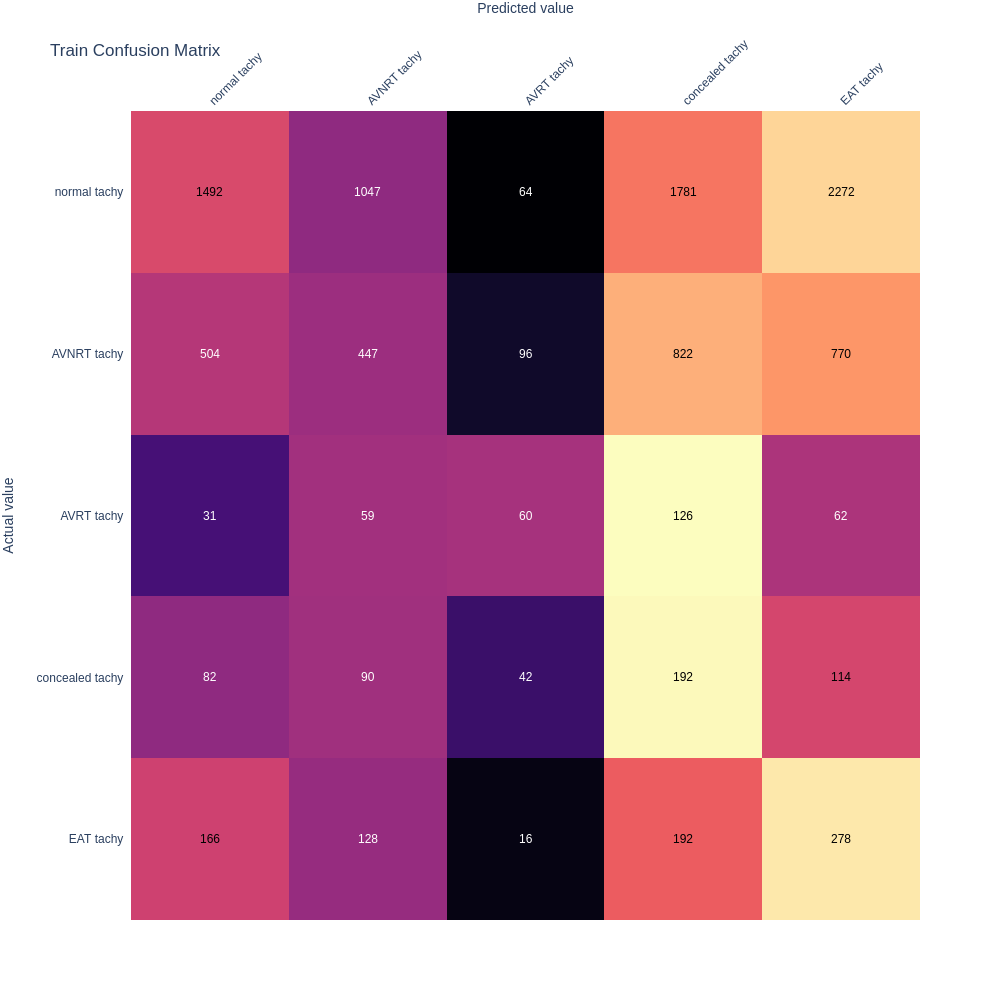 Predicted value
Train Confusion Matrix
normal tachy
AVNRT tachy
AVRT tachy
concealed tachy
EAT tachy
Actual value
normal tachy 1492 1047 64 1781 2272
AVNRT tachy 504 447 96 822 770
AVRT tachy 31 59 60 126 62
concealed tachy 82 90 42 192 114
EAT tachy 166 128 16 192 278